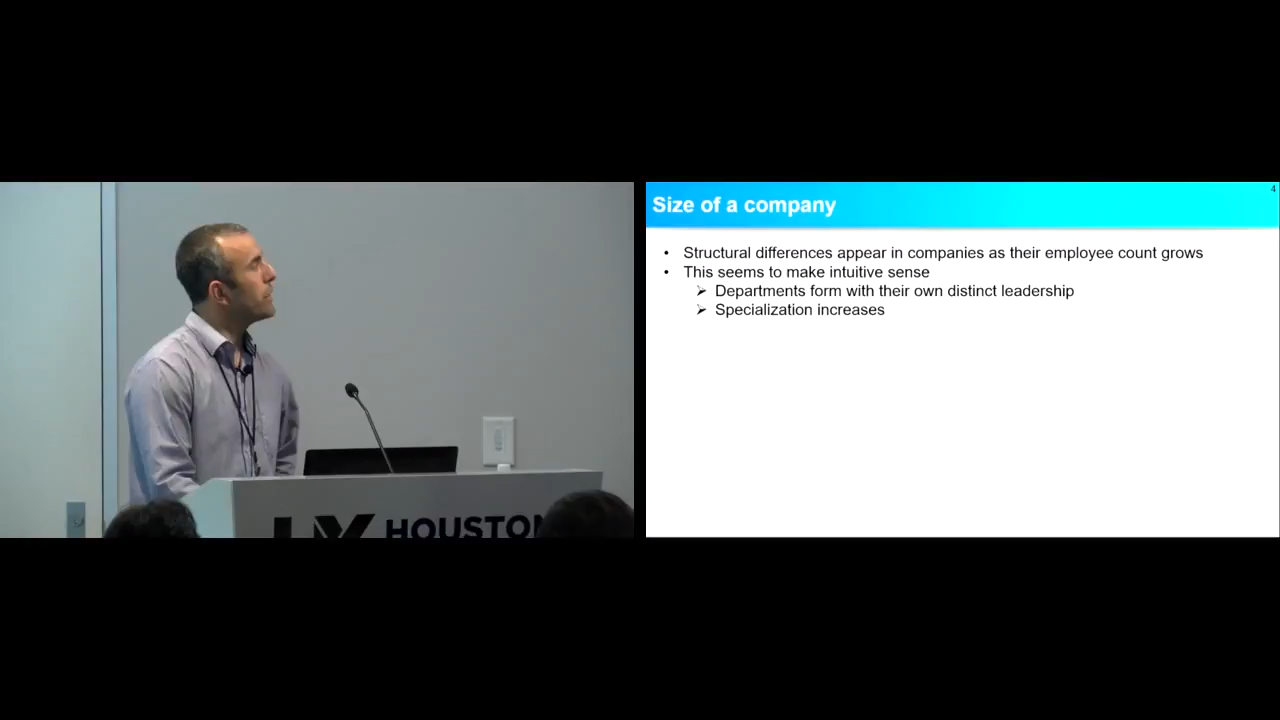 HOUSTON
4
Size of a company
• Structural differences appear in companies as their employee count grows
• This seems to make intuitive sense
➢ Departments form with their own distinct leadership
➢ Specialization increases